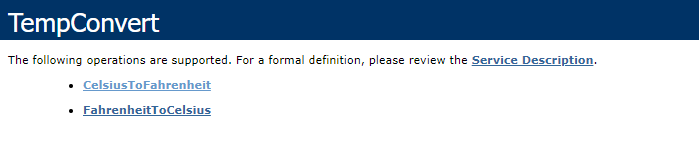 TempConvert
The following operations are supported. For a formal definition, please review the Service Description.
CelsiusToFahrenheit
FahrenheitToCelsius